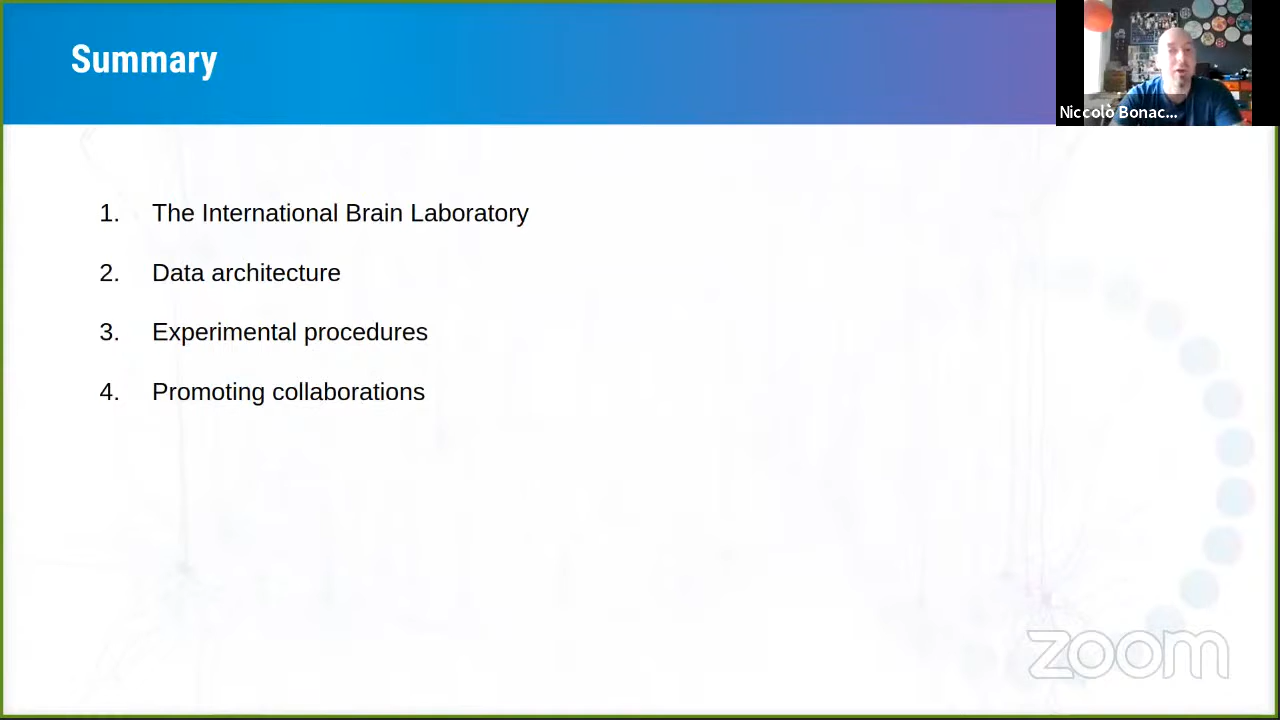 Summary
Niccolò Bonac...
1. The International Brain Laboratory
2. Data architecture
3. Experimental procedures
4. Promoting collaborations
zoom